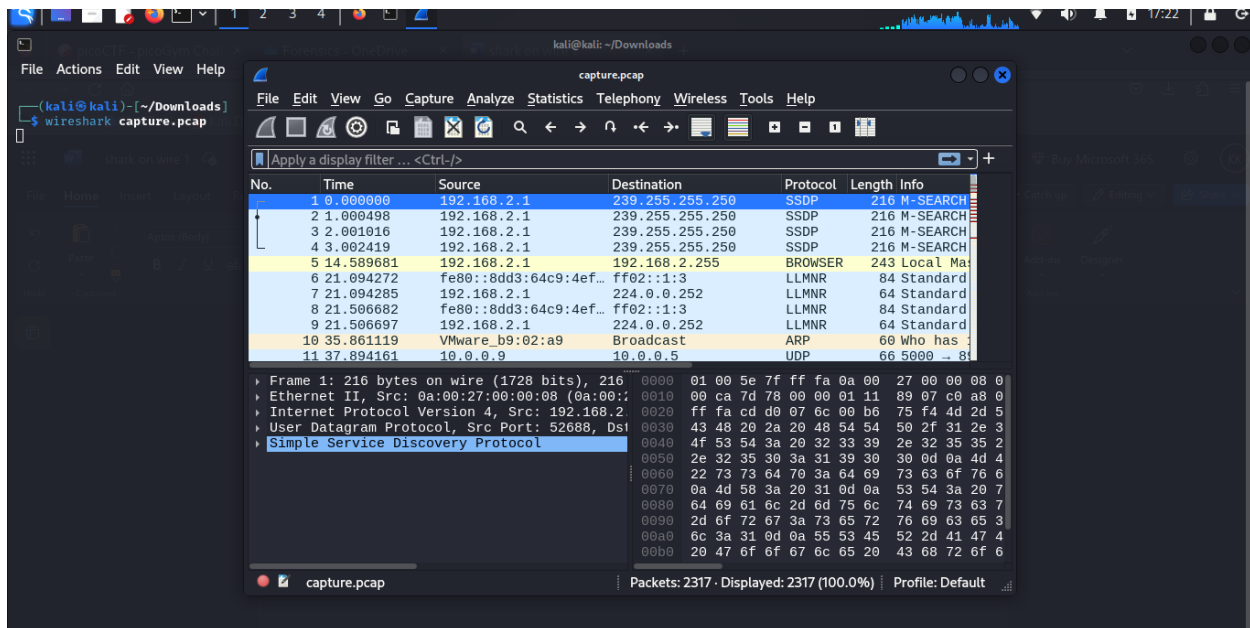 1 2 3 4 17:22
kali@kali: ~/Downloads
File Actions Edit View Help
(kali㉿kali)-[~/Downloads]
$ wireshark capture.pcap
shark on wire 1
Buy Microsoft 365
File Home Insert Layout
Editing
Paste
B I U
Designer
capture.pcap
File Edit View Go Capture Analyze Statistics Telephony Wireless Tools Help
Apply a display filter ... <Ctrl-/>
No. Time Source Destination Protocol Length Info
1 0.000000 192.168.2.1 239.255.255.250 SSDP 216 M-SEARCH
2 1.000498 192.168.2.1 239.255.255.250 SSDP 216 M-SEARCH
3 2.001016 192.168.2.1 239.255.255.250 SSDP 216 M-SEARCH
4 3.002419 192.168.2.1 239.255.255.250 SSDP 216 M-SEARCH
5 14.589681 192.168.2.1 192.168.2.255 BROWSER 243 Local Mas
6 21.094272 fe80::8dd3:64c9:4ef… ff02::1:3 LLMNR 84 Standard
7 21.094285 192.168.2.1 224.0.0.252 LLMNR 64 Standard
8 21.506682 fe80::8dd3:64c9:4ef… ff02::1:3 LLMNR 84 Standard
9 21.506697 192.168.2.1 224.0.0.252 LLMNR 64 Standard
10 35.861119 VMware_b9:02:a9 Broadcast ARP 60 Who has
11 37.894161 10.0.0.9 10.0.0.5 UDP 66 5000 → 89
Frame 1: 216 bytes on wire (1728 bits), 216
Ethernet II, Src: 0a:00:27:00:00:08 (0a:00:2
Internet Protocol Version 4, Src: 192.168.2.
User Datagram Protocol, Src Port: 52688, Dst
Simple Service Discovery Protocol
0000 01 00 5e 7f ff fa 0a 00 27 00 00 08 0
0010 00 ca 7d 78 00 00 01 11 89 07 c0 a8 0
0020 ff fa cd d0 07 6c 00 b6 75 f4 4d 2d 5
0030 43 48 20 2a 20 48 54 54 50 2f 31 2e 3
0040 4f 53 54 3a 20 32 33 39 2e 32 35 35 2
0050 2e 32 35 30 3a 31 39 30 30 0d 0a 4d 4
0060 22 73 73 64 70 3a 64 69 73 63 6f 76 6
0070 0a 4d 58 3a 20 31 0d 0a 53 54 3a 20 7
0080 64 69 61 6c 2d 6d 75 6c 74 69 73 63 7
0090 2d 6f 72 67 3a 73 65 72 76 69 63 65 3
00a0 6c 3a 31 0d 0a 55 53 45 52 2d 41 47 4
00b0 20 47 6f 6f 67 6c 65 20 43 68 72 6f 6
capture.pcap Packets: 2317 · Displayed: 2317 (100.0%) Profile: Default